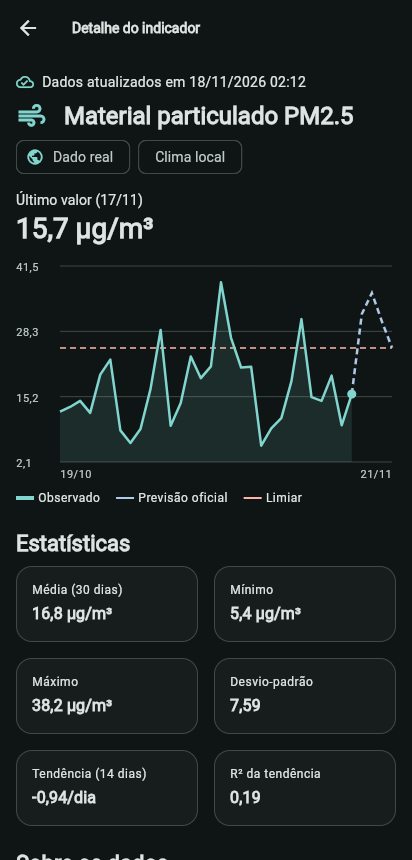 Detalhe do indicador
Dados atualizados em 18/11/2026 02:12
Material particulado PM2.5
Dado real
Clima local
Último valor (17/11)
15,7 µg/m³
41,5
28,3
15,2
2,1
19/10
21/11
Observado
Previsão oficial
Limiar
Estatísticas
Média (30 dias)
16,8 µg/m³
Mínimo
5,4 µg/m³
Máximo
38,2 µg/m³
Desvio-padrão
7,59
Tendência (14 dias)
-0,94/dia
R² da tendência
0,19
Sobre os dados